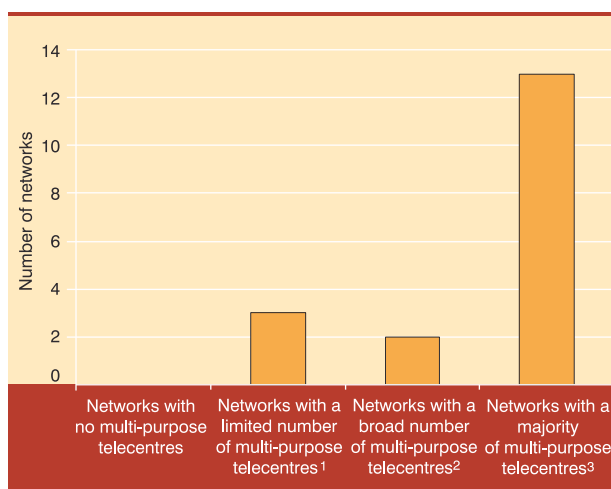 14
12
10
8
6
4
2
0
Number of networks
Networks with
no multi-purpose
telecentres
Networks with a
limited number
of multi-purpose
telecentres1
Networks with a
broad number
of multi-purpose
telecentres2
Networks with a
majority
of multi-purpose
telecentres3